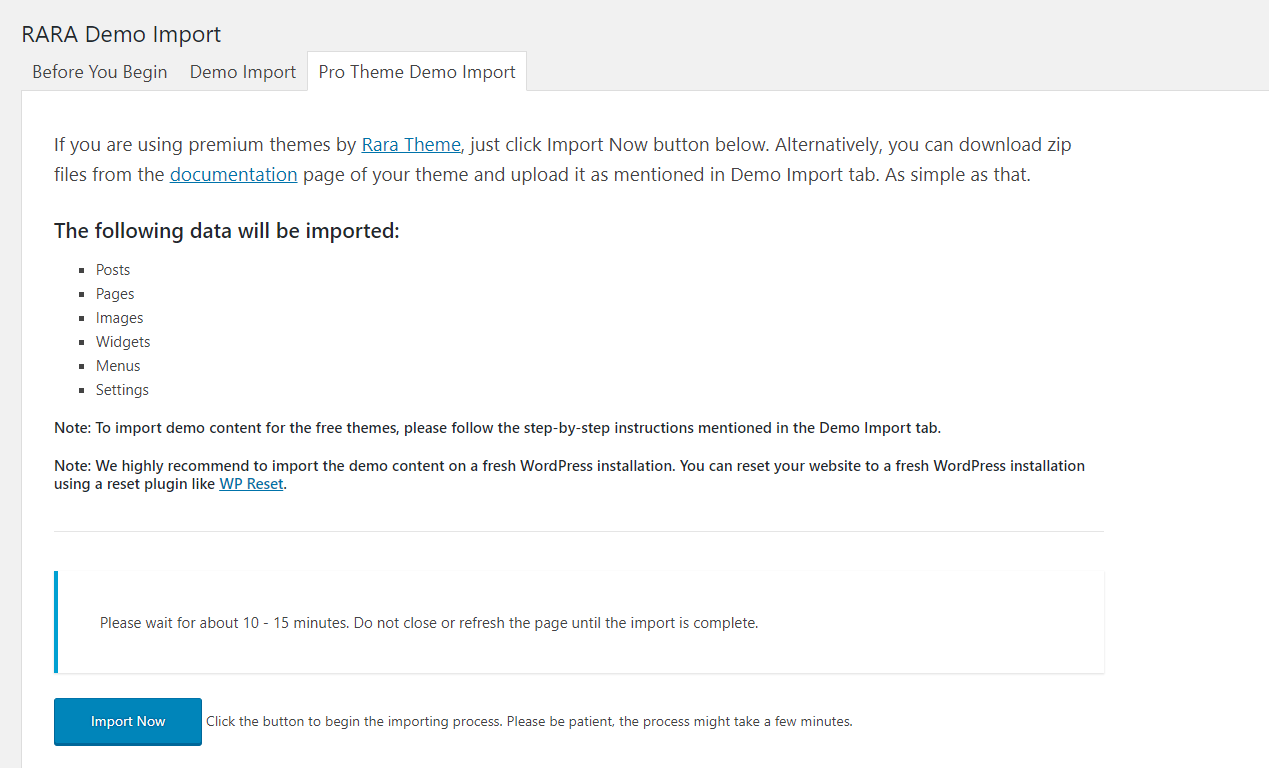 RARA Demo Import
Before You Begin Demo Import Pro Theme Demo Import
If you are using premium themes by Rara Theme, just click Import Now button below. Alternatively, you can download zip
files from the documentation page of your theme and upload it as mentioned in Demo Import tab. As simple as that.
The following data will be imported:
Posts
Pages
Images
Widgets
Menus
Settings
Note: To import demo content for the free themes, please follow the step-by-step instructions mentioned in the Demo Import tab.
Note: We highly recommend to import the demo content on a fresh WordPress installation. You can reset your website to a fresh WordPress installation
using a reset plugin like WP Reset.
Please wait for about 10 - 15 minutes. Do not close or refresh the page until the import is complete.
Import Now Click the button to begin the importing process. Please be patient, the process might take a few minutes.